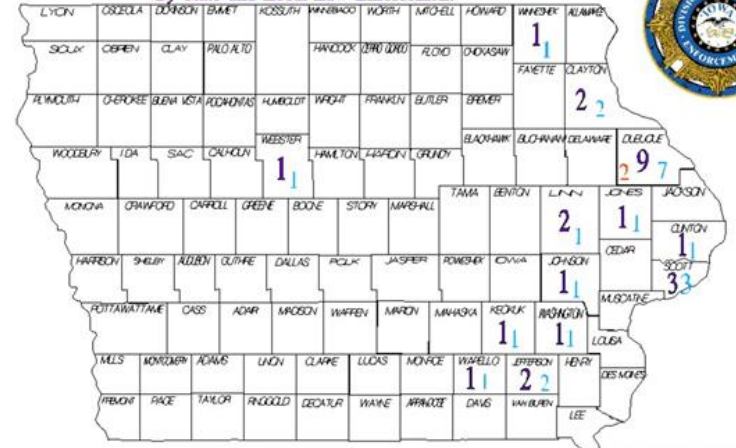 LYON OSCEOLA DICKINSON EMMET KOSSUTH WINNEBAGO WORTH MITCHELL HOWARD WINNESHIEK ALLAMAKEE
1 1
SIOUX OBRIEN CLAY PALO ALTO HANCOCK CERRO GORDO FLOYD CHICKASAW
FAYETTE CLAYTON
2 2
PLYMOUTH CHEROKEE BUENA VISTA POCAHONTAS HUMBOLDT WRIGHT FRANKLIN BUTLER BREMER
WEBSTER BLACKHAWK BUCHANAN DELAWARE DUBUQUE
WOODBURY IDA SAC CALHOUN 1 1 HAMILTON HARDIN GRUNDY 2 9 7
TAMA BENTON LINN JONES JACKSON
MONONA CRAWFORD CARROLL GREENE BOONE STORY MARSHALL 2 1 1 1
CLINTON
1 1
HARRISON SHELBY AUDUBON GUTHRIE DALLAS POLK JASPER POWESHIEK IOWA JOHNSON CEDAR SCOTT
1 1 3 3
MUSCATINE
POTTAWATTAMIE CASS ADAIR MADISON WARREN MARION MAHASKA KEOKUK WASHINGTON
1 1 1 1 LOUISA
MILLS MONTGOMERY ADAMS UNION CLARKE LUCAS MONROE WAPELLO JEFFERSON HENRY
1 1 2 2 DES MOINES
FREMONT PAGE TAYLOR RINGGOLD DECATUR WAYNE APPANOOSE DAVIS VAN BUREN LEE
IOWA